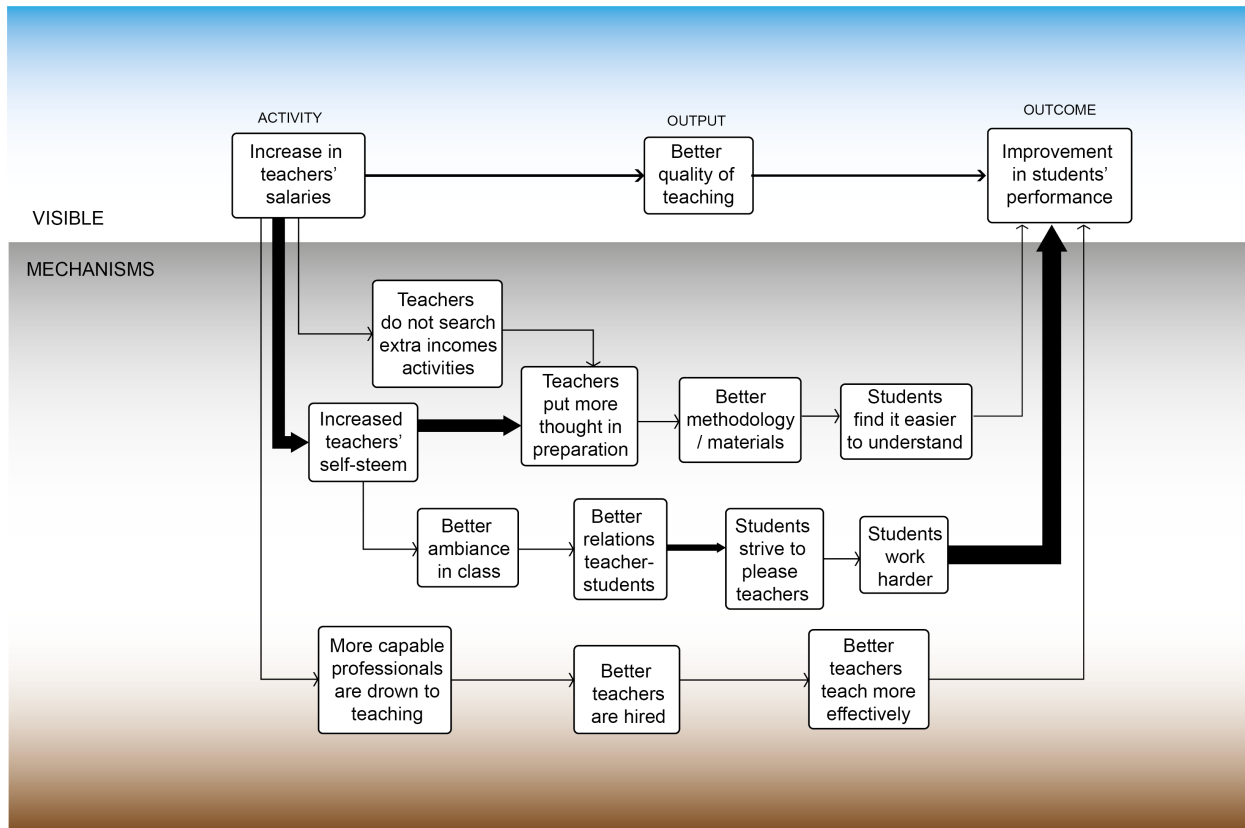 ACTIVITY
Increase in
teachers’
salaries
OUTPUT
Better
quality of
teaching
OUTCOME
Improvement
in students’
performance
VISIBLE
MECHANISMS
Teachers
do not search
extra incomes
activities
Increased
teachers’
self-steem
Teachers
put more
thought in
preparation
Better
methodology
/ materials
Students
find it easier
to understand
Better
ambiance
in class
Better
relations
teacher-
students
Students
strive to
please
teachers
Students
work
harder
More capable
professionals
are drown to
teaching
Better
teachers
are hired
Better
teachers
teach more
effectively